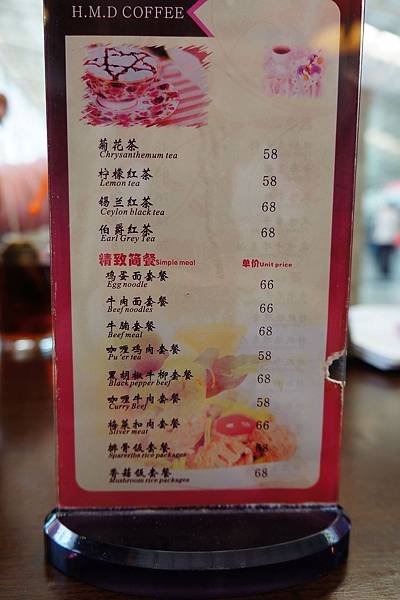 H.M.D COFFEE
菊花茶
Chrysanthemum tea 58
柠檬红茶
Lemon tea 58
锡兰红茶
Ceylon black tea 68
伯爵红茶
Earl Grey Tea 68
精致简餐 Simple meal 单价 Unit price
鸡蛋面套餐
Egg noodle 66
牛肉面套餐
Beef noodles 66
牛腩套餐
Beef meal 68
咖喱鸡肉套餐
Pu'er tea 58
黑胡椒牛柳套餐
Black pepper beef 68
咖喱牛肉套餐
Curry Beef 58
梅菜扣肉套餐
Sliver meat 66
排骨饭套餐
Spareribs rice packages 68
香菇饭套餐
Mushroom rice packages 68